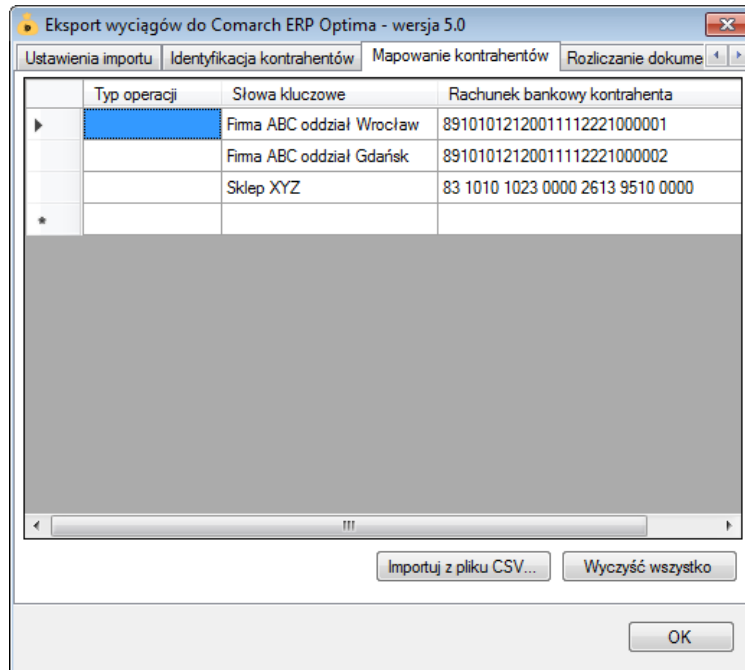 Eksport wyciągów do Comarch ERP Optima - wersja 5.0
Ustawienia importu Identyfikacja kontrahentów Mapowanie kontrahentów Rozliczanie dokume
Typ operacji Słowa kluczowe Rachunek bankowy kontrahenta
Firma ABC oddział Wrocław 89101012120011112221000001
Firma ABC oddział Gdańsk 89101012120011112221000002
Sklep XYZ 83 1010 1023 0000 2613 9510 0000
Importuj z pliku CSV... Wyczyść wszystko
OK